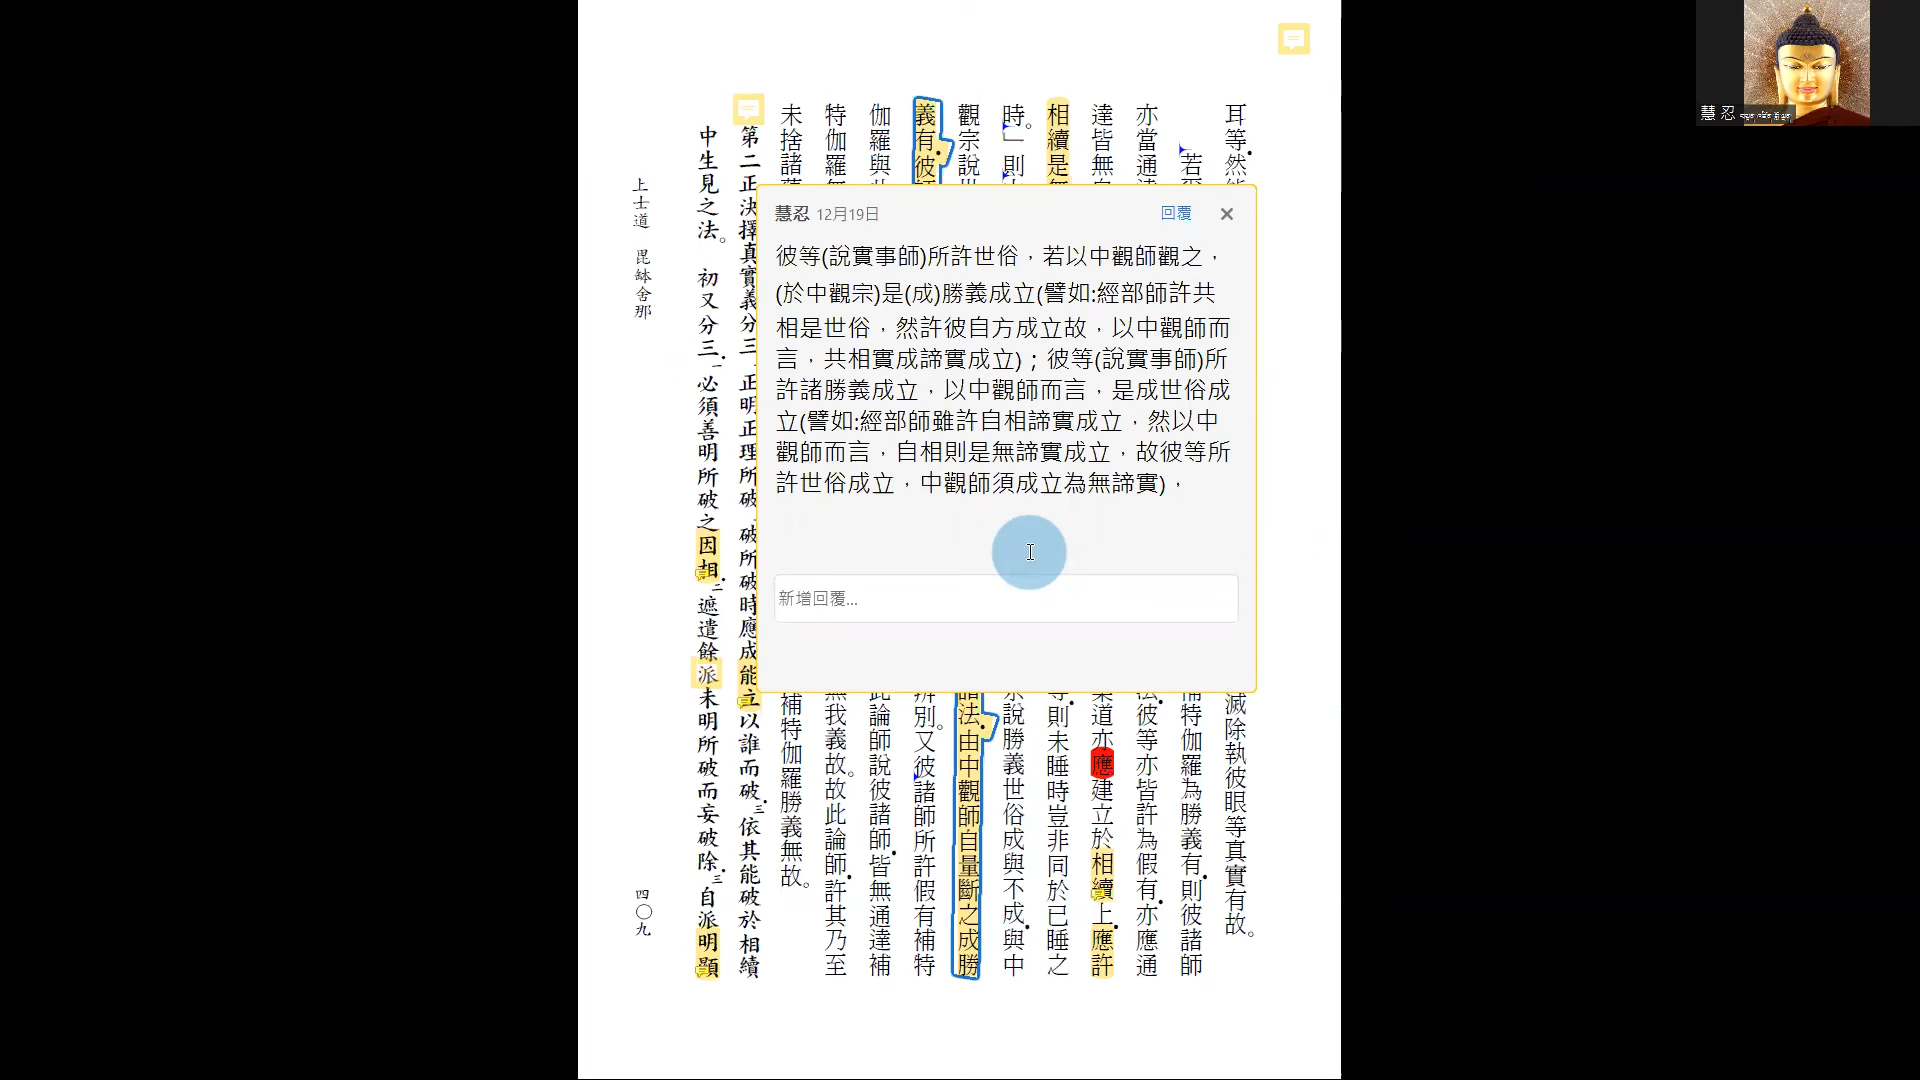 耳等.然
滅除執彼眼等真實有故。
若
補特伽羅為勝義有.則彼諸師
亦當通達
法.彼等亦皆許為假有.亦應通
達皆無自
業道亦應建立於相續上.應許
相續是無
等.則未睡時豈非同於已睡之
時。」則
宗說勝義世俗成與不成.與中
觀宗說世
諸法.由中觀師自量斷之成勝
義有.彼
辨別。又彼諸師所許假有補特
伽羅與
此論師說彼諸師.皆無通達補
特伽羅無
無我義故。故此論師.許其乃至
未捨諸
補特伽羅勝義無故。
第二正決擇真實義分三.一正明正理所破.二破所破時應成能立以誰而破.三依其能破於相續
中生見之法。 初又分三.一必須善明所破之因相.二遮遣餘派未明所破而妄破除.三自派明顯
上士道 毘缽舍那
四〇九
慧忍 12月19日 回覆
彼等(說實事師)所許世俗，若以中觀師觀之，
(於中觀宗)是(成)勝義成立(譬如:經部師許共
相是世俗，然許彼自方成立故，以中觀師而
言，共相實成諦實成立)；彼等(說實事師)所
許諸勝義成立，以中觀師而言，是成世俗成
立(譬如:經部師雖許自相諦實成立，然以中
觀師而言，自相則是無諦實成立，故彼等所
許世俗成立，中觀師須成立為無諦實)，
新增回覆...
慧 忍